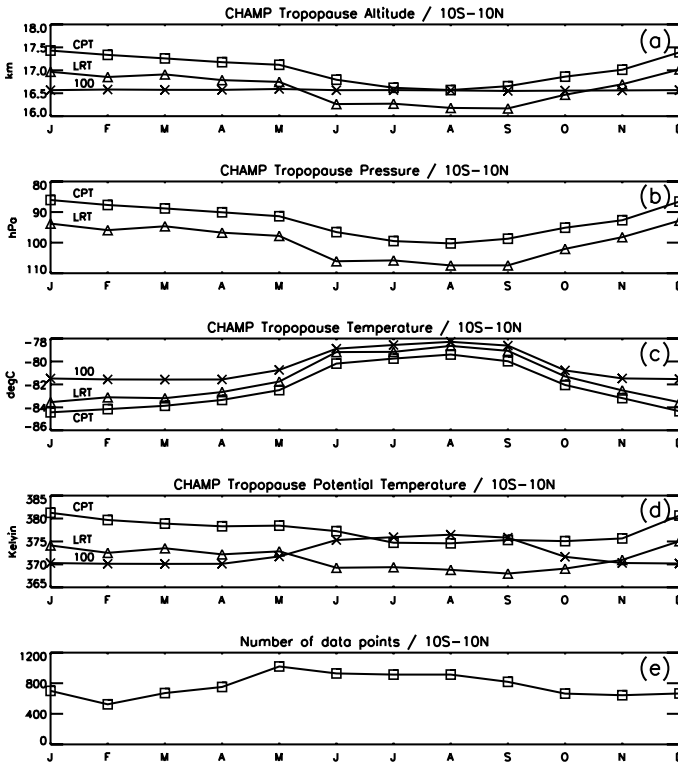 CHAMP Tropopause Altitude / 10S-10N
18.0
17.5
17.0
16.5
16.0
km
CPT
LRT
100
(a)
J F M A M J J A S O N D
CHAMP Tropopause Pressure / 10S-10N
80
90
100
110
hPa
CPT
LRT
(b)
J F M A M J J A S O N D
CHAMP Tropopause Temperature / 10S-10N
-78
-80
-82
-84
-86
degC
100
LRT
CPT
(c)
J F M A M J J A S O N D
CHAMP Tropopause Potential Temperature / 10S-10N
385
380
375
370
365
Kelvin
CPT
LRT
100
(d)
J F M A M J J A S O N D
Number of data points / 10S-10N
1200
800
400
0
(e)
J F M A M J J A S O N D